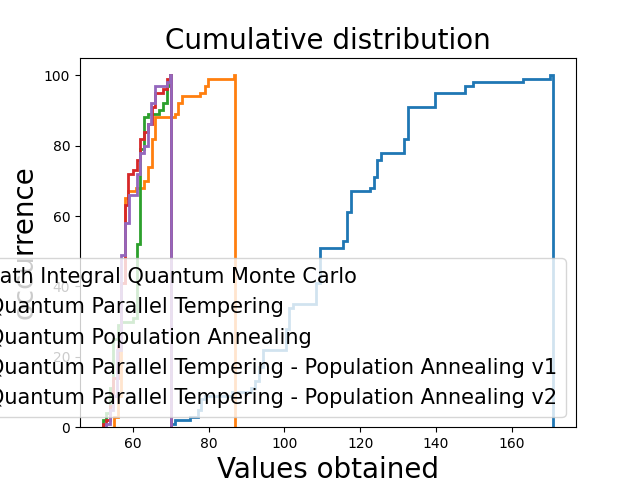 Cumulative distribution
100
80
60
40
20
0
occurrence
ath Integral Quantum Monte Carlo
Quantum Parallel Tempering
Quantum Population Annealing
Quantum Parallel Tempering - Population Annealing v1
Quantum Parallel Tempering - Population Annealing v2
60 80 100 120 140 160
Values obtained